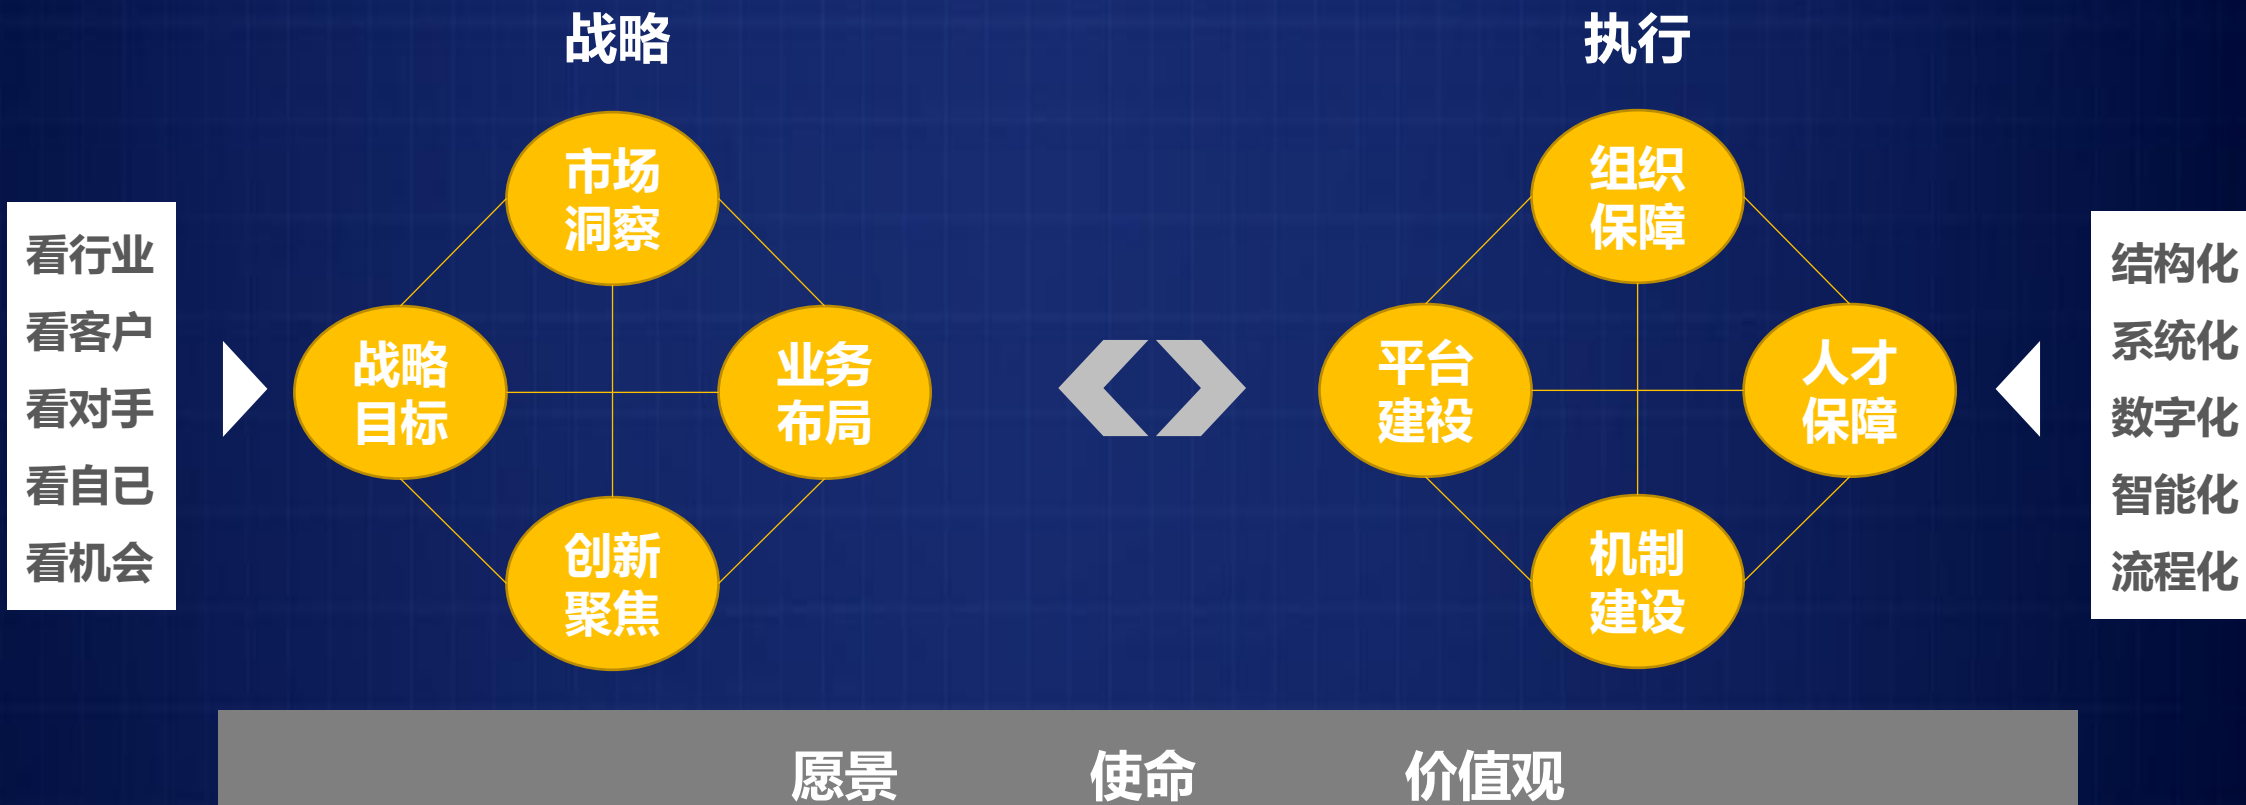 战略
执行
市场
洞察
战略
目标
业务
布局
创新
聚焦
看行业
看客户
看对手
看自已
看机会
组织
保障
平台
建祋
人才
保障
机制
建设
结构化
系统化
数字化
智能化
流程化
愿景 使命 价值观